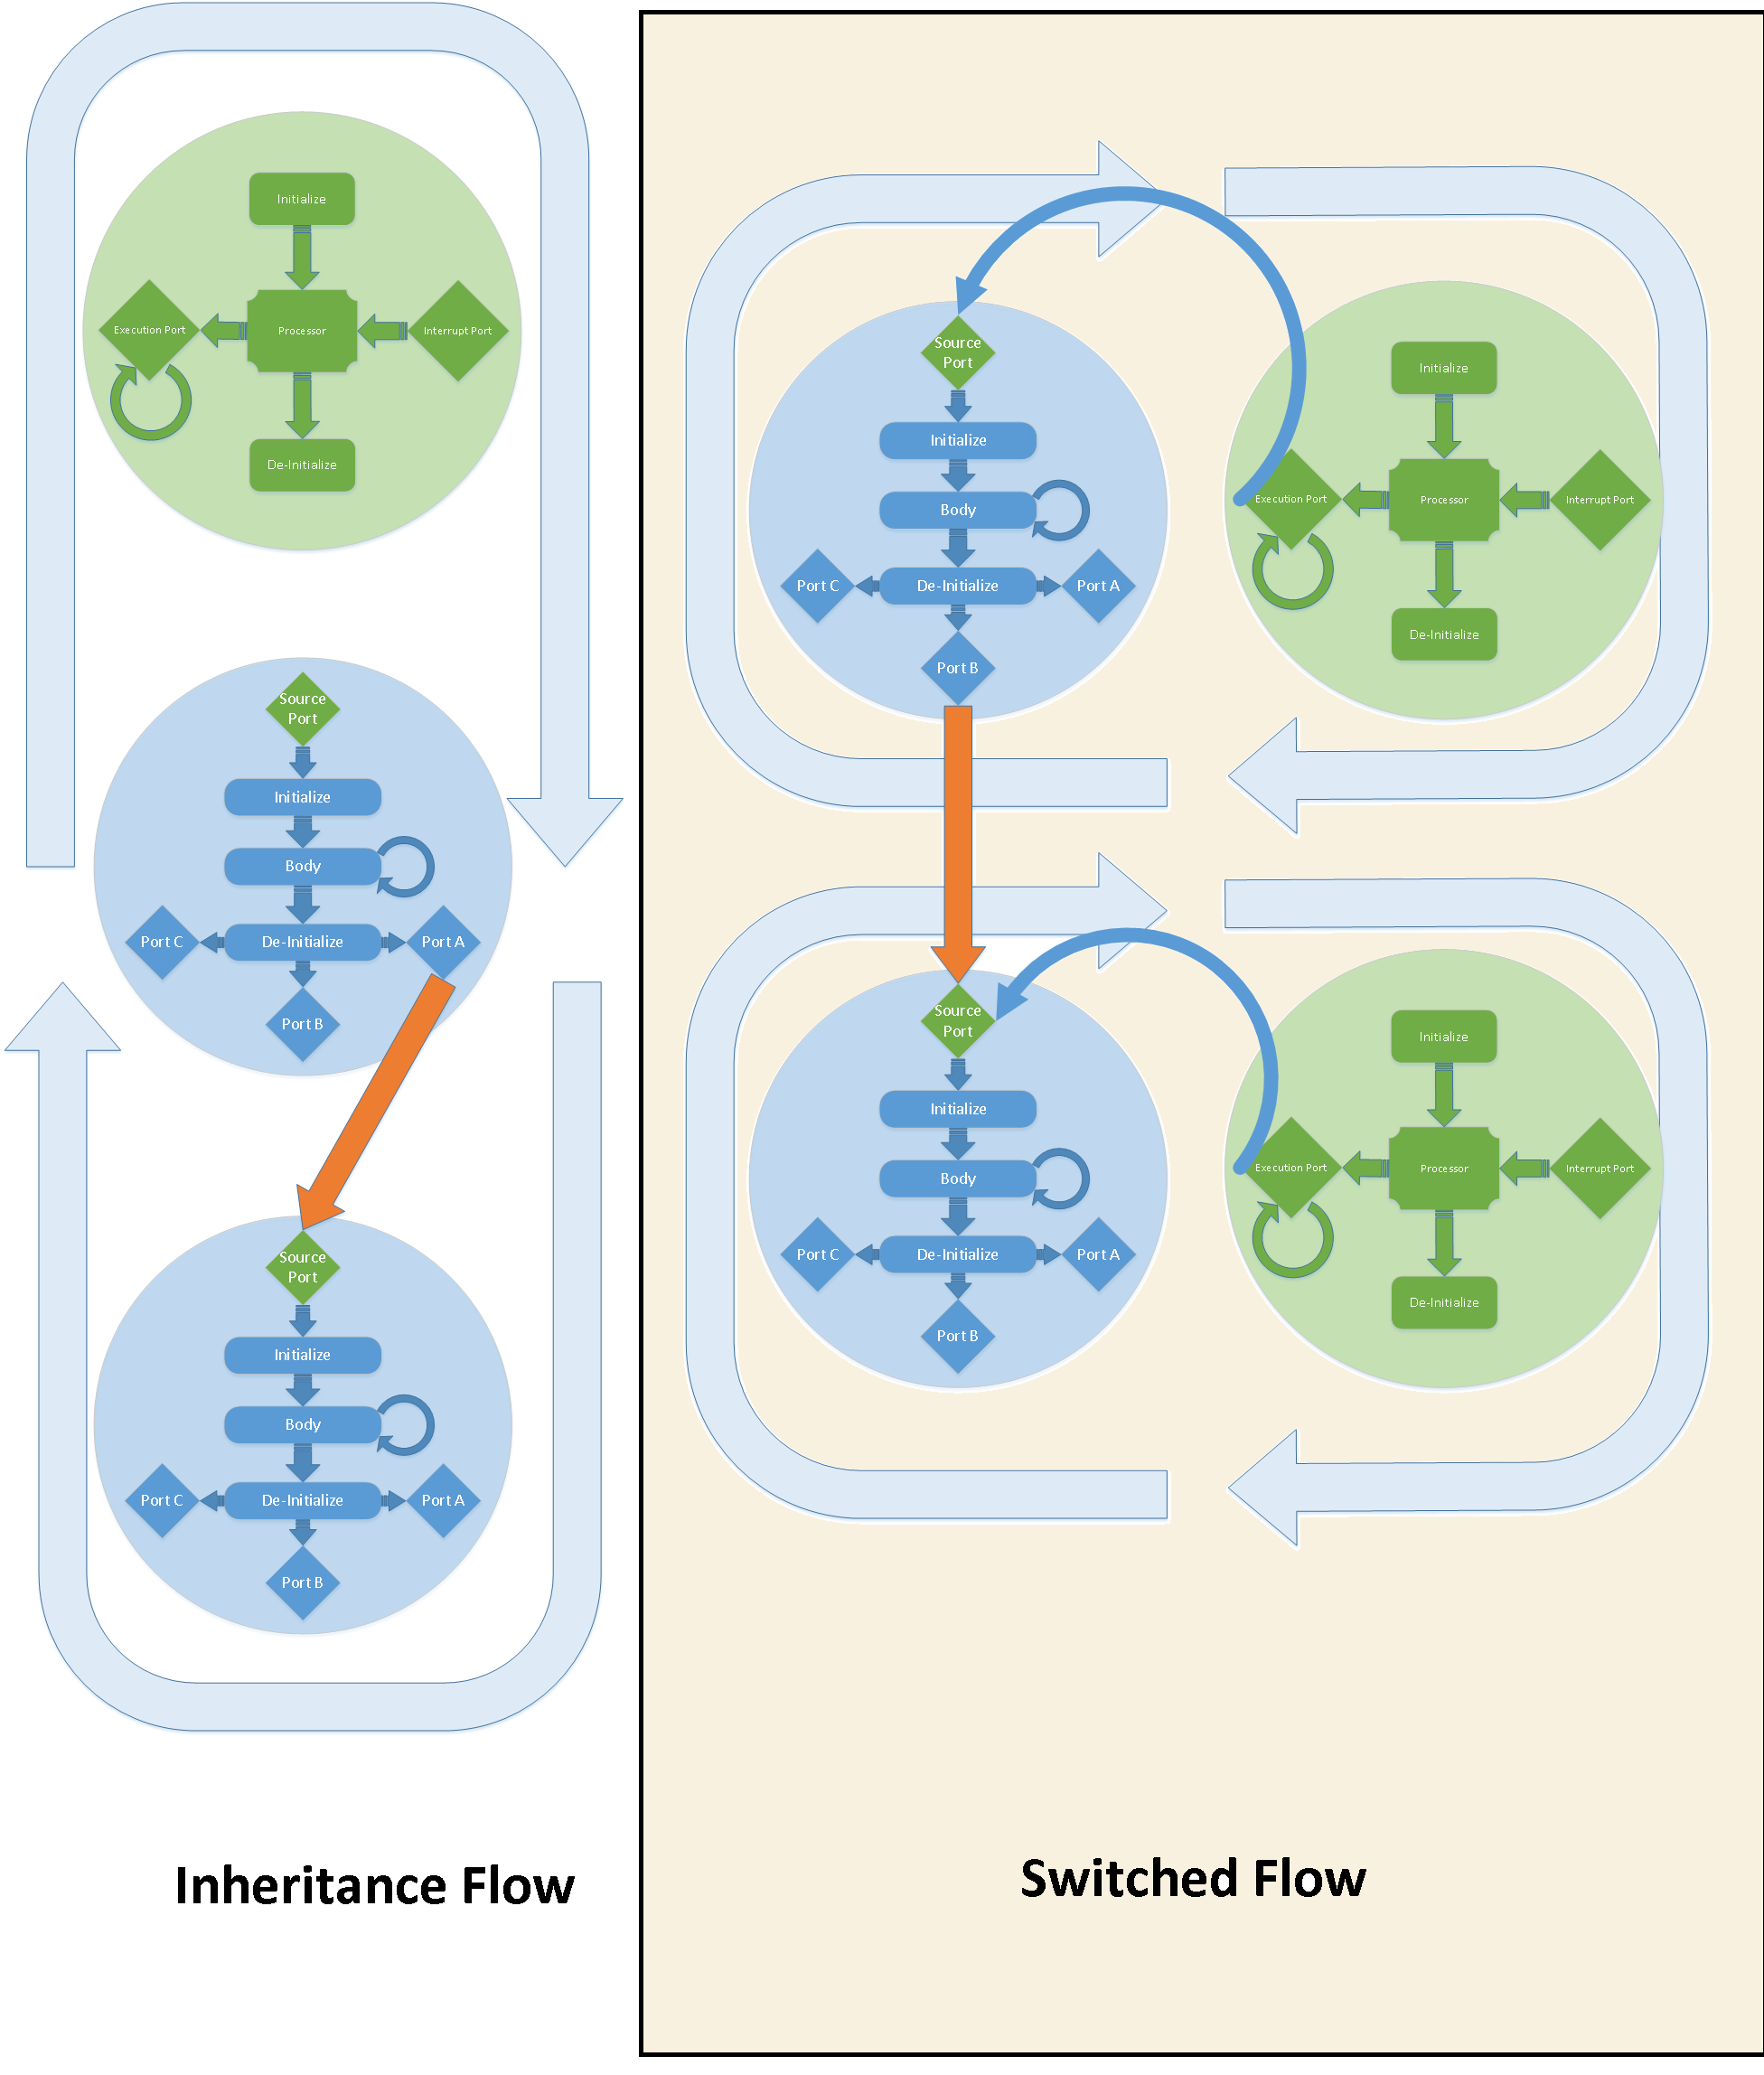 Initialize
Execution Port
Processor
Interrupt Port
De-Initialize
Source
Port
Initialize
Body
Port C
De-Initialize
Port A
Port B
Source
Port
Initialize
Body
Port C
De-Initialize
Port A
Port B
Inheritance Flow
Source
Port
Initialize
Body
Port C
De-Initialize
Port A
Port B
Initialize
Execution Port
Processor
Interrupt Port
De-Initialize
Source
Port
Initialize
Body
Port C
De-Initialize
Port A
Port B
Initialize
Execution Port
Processor
Interrupt Port
De-Initialize
Switched Flow